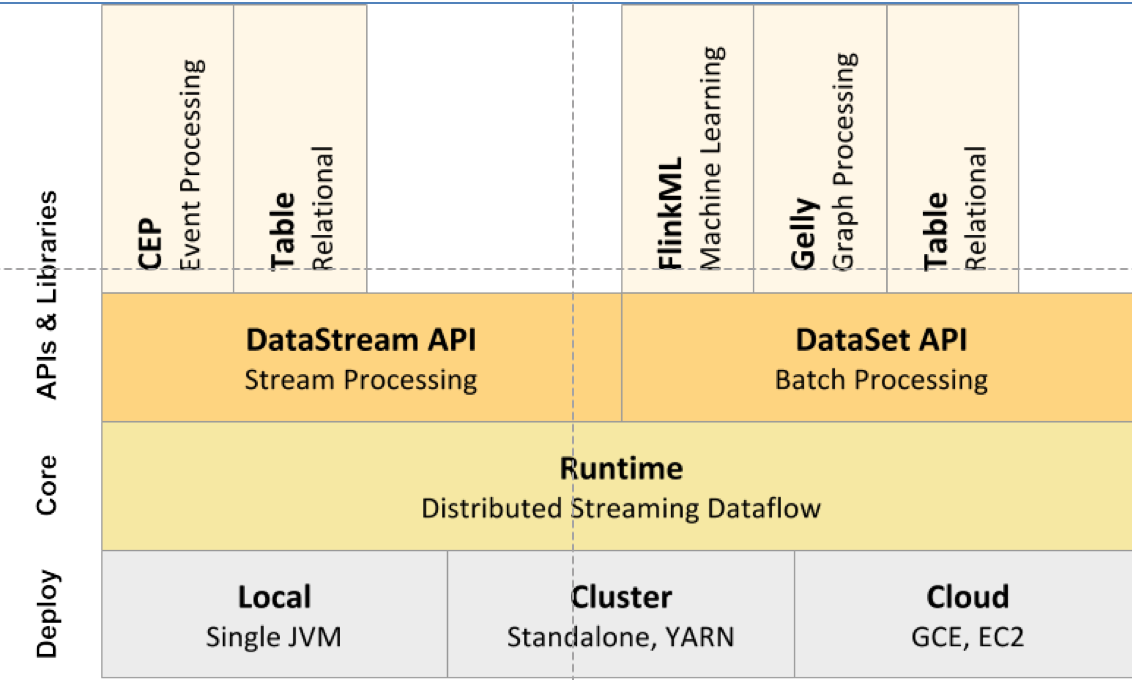 CEP
Event Processing
Table
Relational
FlinkML
Machine Learning
Gelly
Graph Processing
Table
Relational
APIs & Libraries
DataStream API
Stream Processing
DataSet API
Batch Processing
Core
Runtime
Distributed Streaming Dataflow
Deploy
Local
Single JVM
Cluster
Standalone, YARN
Cloud
GCE, EC2